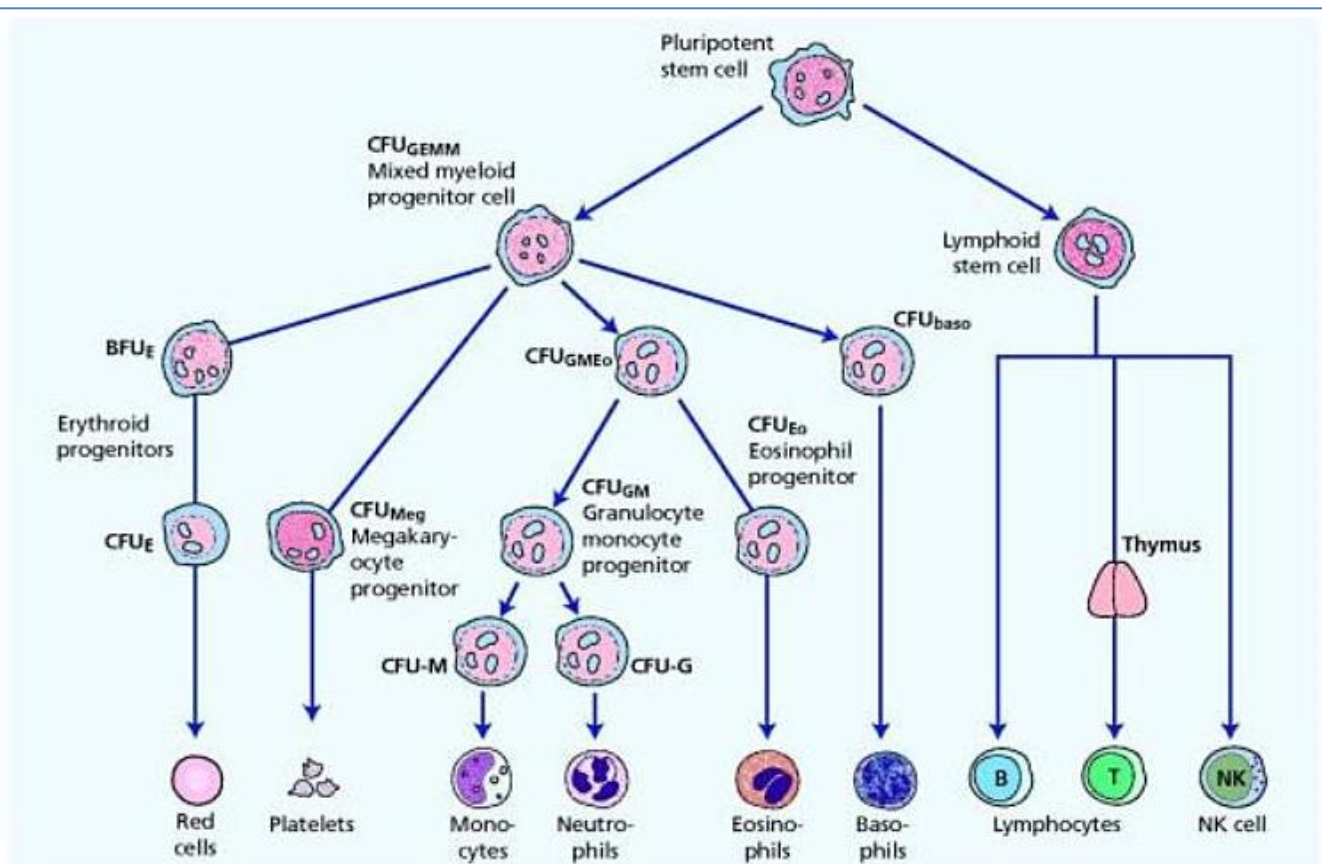 Pluripotent
stem cell
CFUGEMM
Mixed myeloid
progenitor cell
Lymphoid
stem cell
BFUE
CFUGMEo
CFUbaso
Erythroid
progenitors
CFUEo
Eosinophil
progenitor
CFUE
CFUMeg
Megakary-
ocyte
progenitor
CFUGM
Granulocyte
monocyte
progenitor
Thymus
CFU-M
CFU-G
B
T
NK
Red
cells
Platelets
Mono-
cytes
Neutro-
phils
Eosino-
phils
Baso-
phils
Lymphocytes
NK cell